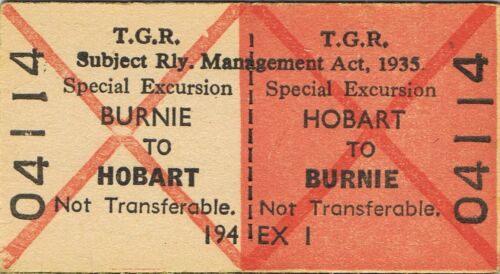 04114
T.G.R. T.G.R.
Subject Rly. Management Act, 1935.
Special Excursion Special Excursion
BURNIE HOBART
TO TO
HOBART BURNIE
Not Transferable. Not Transferable.
194 EX 1
04114